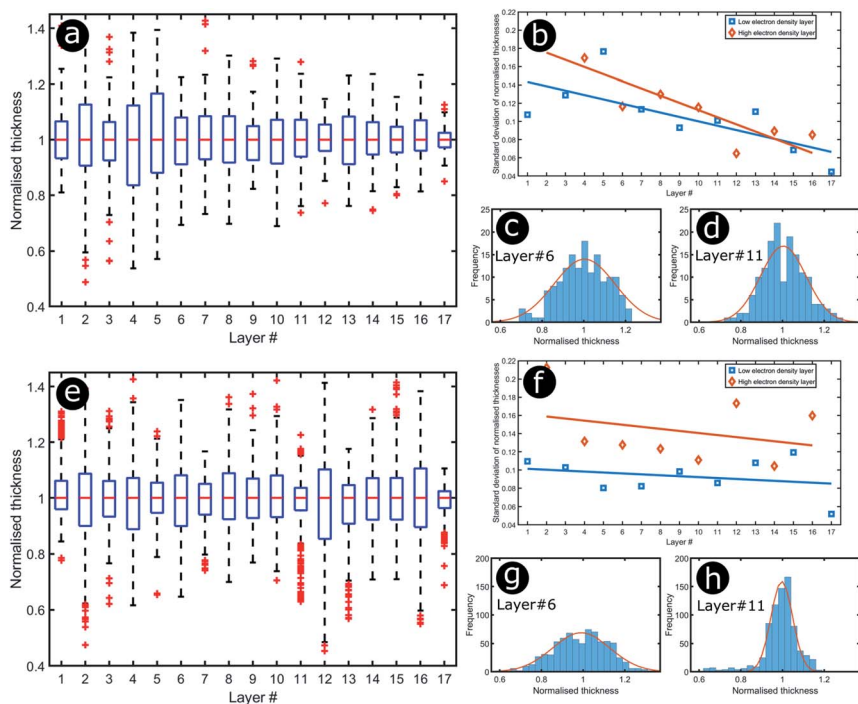 a
Normalised thickness
1.4
1.2
1
0.8
0.6
0.4
1 2 3 4 5 6 7 8 9 10 11 12 13 14 15 16 17
Layer #
b
Standard deviation of normalised thicknesses
0.22
0.2
0.18
0.16
0.14
0.12
0.1
0.08
0.06
0.04
1 2 3 4 5 6 7 8 9 10 11 12 13 14 15 16 17
Layer #
Low electron density layer
High electron density layer
c
Layer#6
Frequency
25
20
15
10
5
0
0.6 0.8 1 1.2
Normalised thickness
d
Layer#11
Frequency
25
20
15
10
5
0
0.6 0.8 1 1.2
Normalised thickness
e
Normalised thickness
1.4
1.2
1
0.8
0.6
0.4
1 2 3 4 5 6 7 8 9 10 11 12 13 14 15 16 17
Layer #
f
Standard deviation of normalised thicknesses
0.22
0.2
0.18
0.16
0.14
0.12
0.1
0.08
0.06
0.04
1 2 3 4 5 6 7 8 9 10 11 12 13 14 15 16 17
Layer #
Low electron density layer
High electron density layer
g
Layer#6
Frequency
200
150
100
50
0
0.6 0.8 1 1.2
Normalised thickness
h
Layer#11
Frequency
200
150
100
50
0
0.6 0.8 1 1.2
Normalised thickness